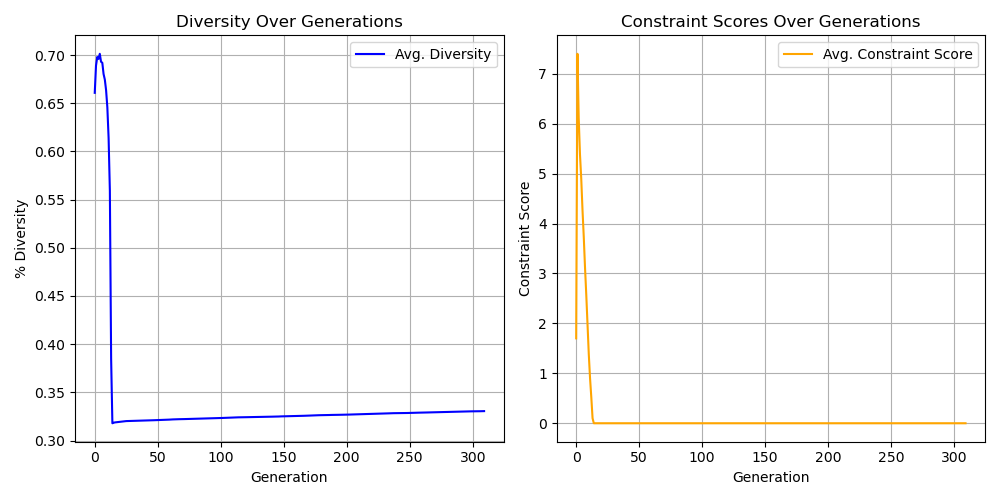 Diversity Over Generations
Avg. Diversity
% Diversity
0.70
0.65
0.60
0.55
0.50
0.45
0.40
0.35
0.30
0 50 100 150 200 250 300
Generation
Constraint Scores Over Generations
Avg. Constraint Score
Constraint Score
7
6
5
4
3
2
1
0
0 50 100 150 200 250 300
Generation